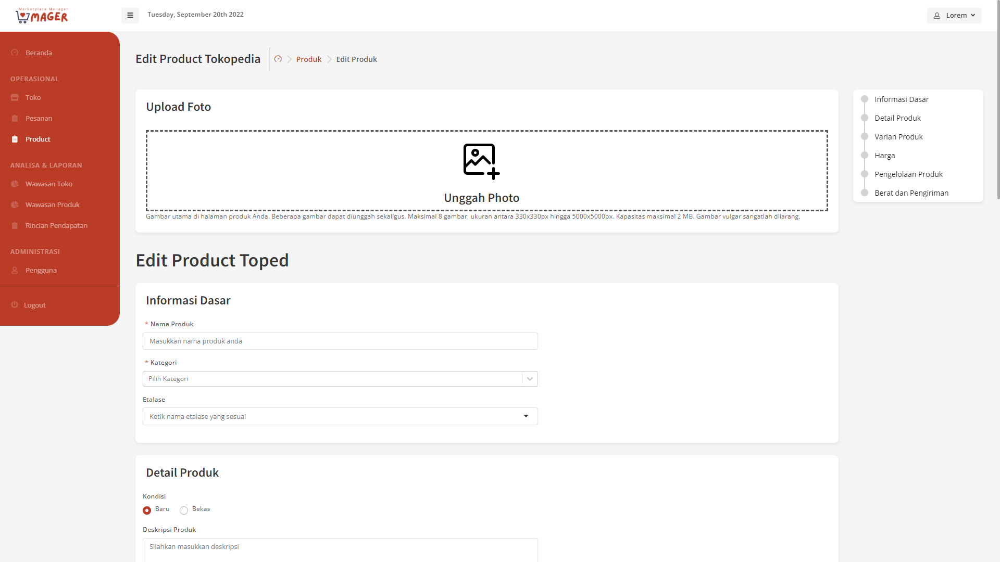 Marketplace Manager
MAGER
Tuesday, September 20th 2022
Lorem
Beranda
OPERASIONAL
Toko
Pesanan
Product
ANALISA & LAPORAN
Wawasan Toko
Wawasan Produk
Rincian Pendapatan
ADMINISTRASI
Pengguna
Logout
Edit Product Tokopedia
Produk
Edit Produk
Upload Foto
Unggah Photo
Gambar utama di halaman produk Anda. Beberapa gambar dapat diunggah sekaligus. Maksimal 8 gambar, ukuran antara 330x330px hingga 5000x5000px. Kapasitas maksimal 2 MB. Gambar vulgar sangatlah dilarang.
Informasi Dasar
Detail Produk
Varian Produk
Harga
Pengelolaan Produk
Berat dan Pengiriman
Edit Product Toped
Informasi Dasar
* Nama Produk
Masukkan nama produk anda
* Kategori
Pilih Kategori
Etalase
Ketik nama etalase yang sesuai
Detail Produk
Kondisi
Baru
Bekas
Deskripsi Produk
Silahkan masukkan deskripsi